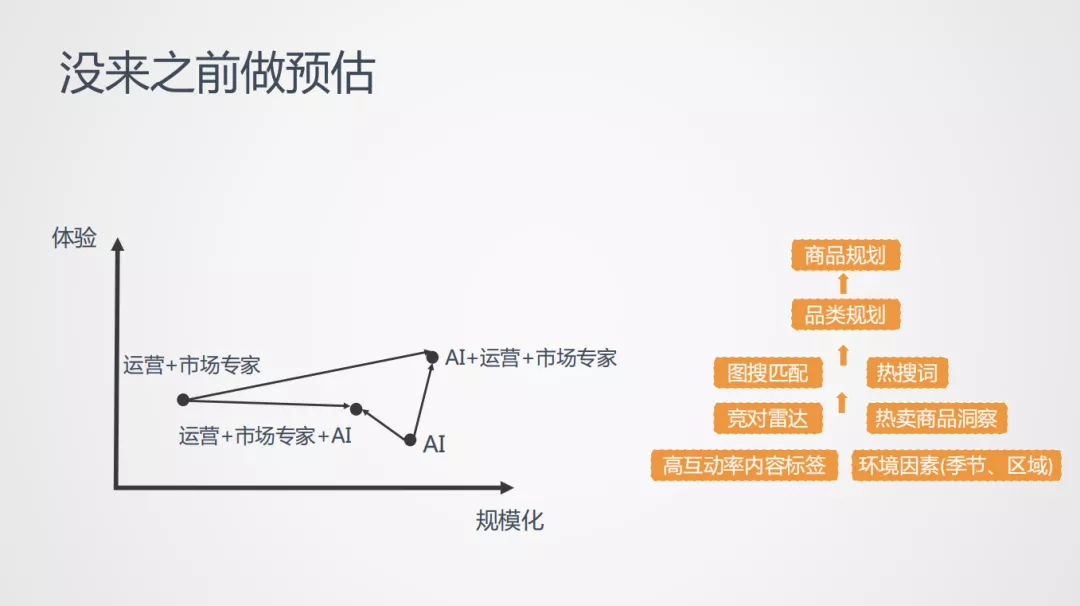 没来之前做预估
体验
运营+市场专家
AI+运营+市场专家
运营+市场专家+AI
AI
规模化
商品规划
品类规划
图搜匹配
热搜词
竞对雷达
热卖商品洞察
高互动率内容标签
环境因素(季节、区域)